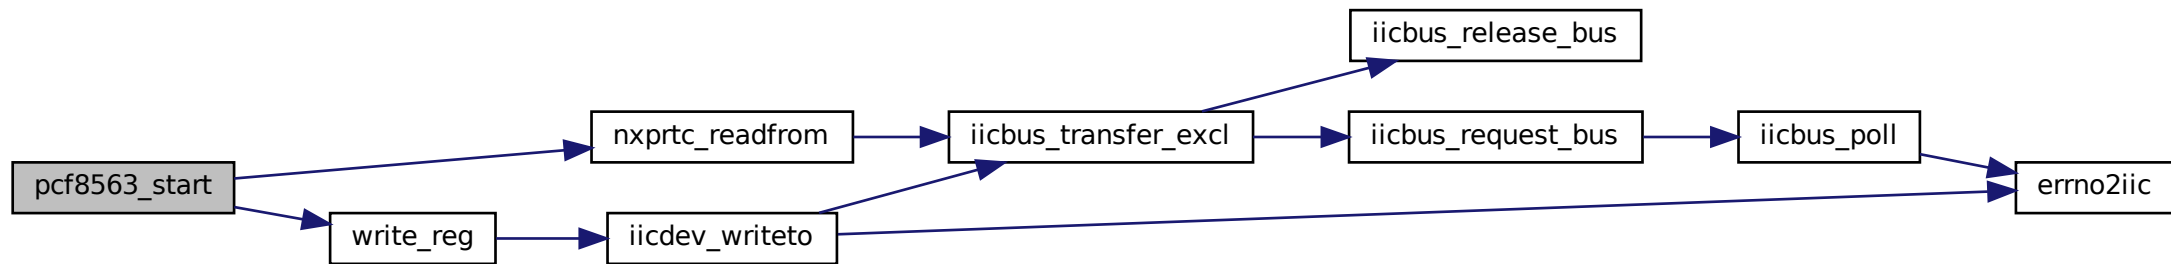 iicbus_release_bus
nxprtc_readfrom
iicbus_transfer_excl
iicbus_request_bus
iicbus_poll
pcf8563_start
errno2iic
write_reg
iicdev_writeto